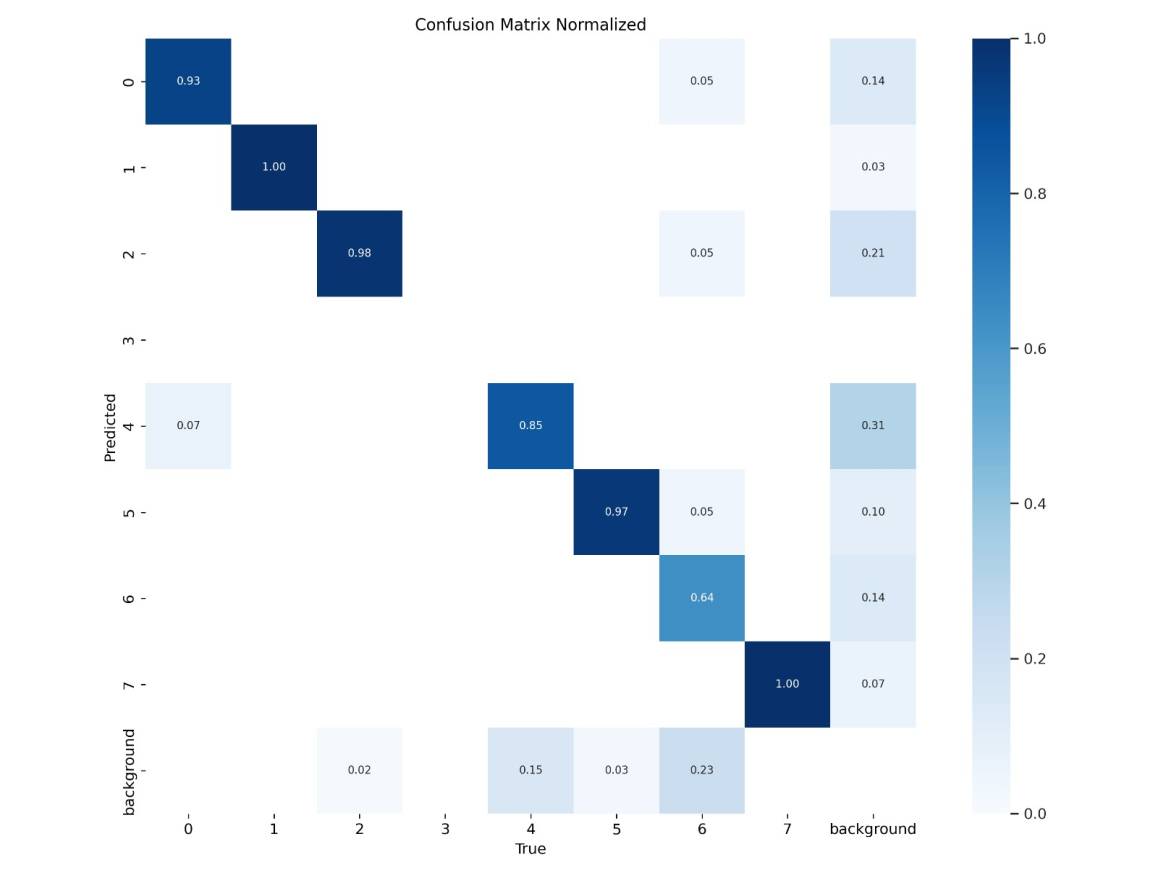 Confusion Matrix Normalized
0 0.93 0.05 0.14
1 1.00 0.03
2 0.98 0.05 0.21
3
4 0.07 0.85 0.31
5 0.97 0.05 0.10
6 0.64 0.14
7 1.00 0.07
background 0.02 0.15 0.03 0.23
0 1 2 3 4 5 6 7 background
True
Predicted
1.0
0.8
0.6
0.4
0.2
0.0